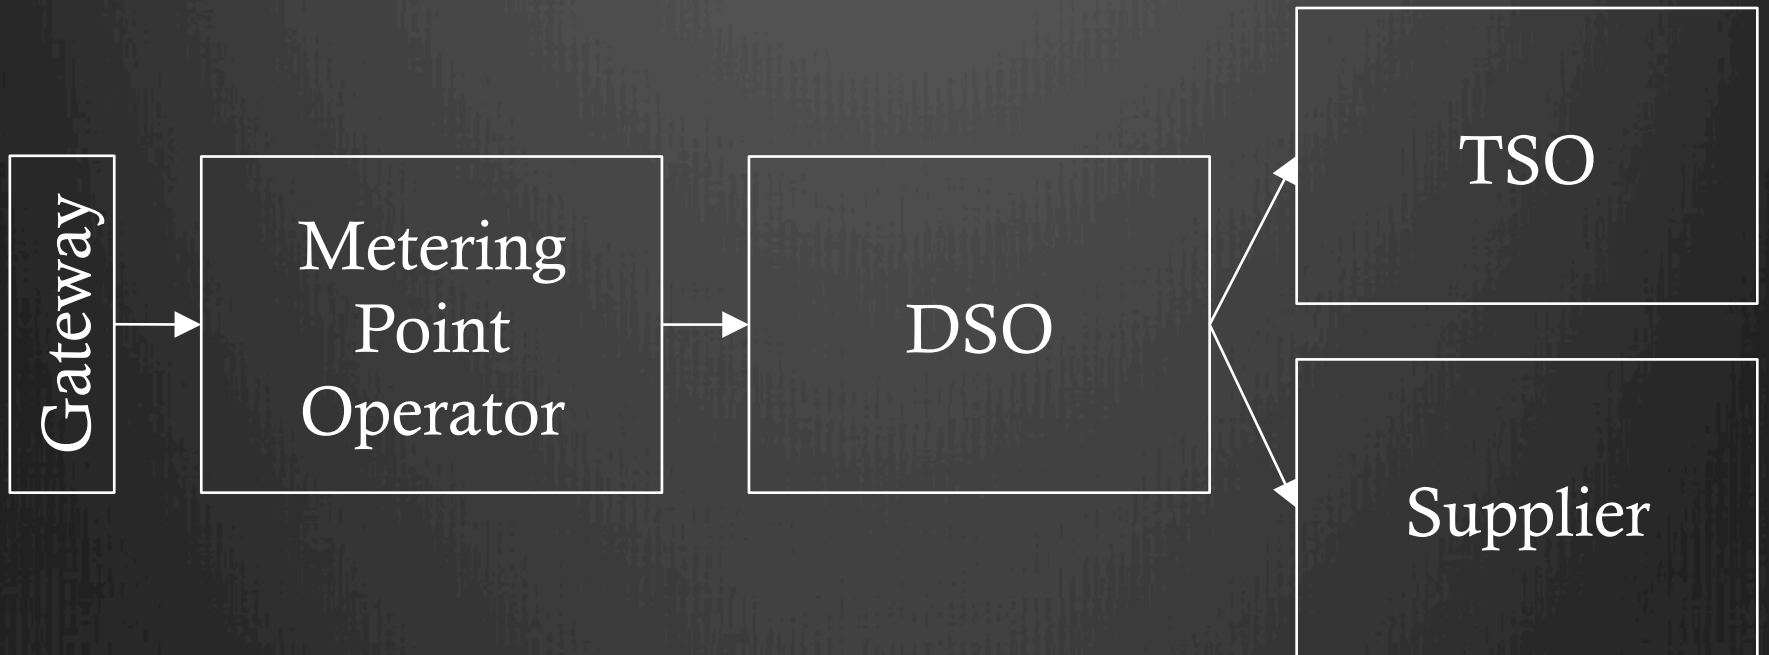 Gateway
Metering
Point
Operator
DSO
TSO
Supplier